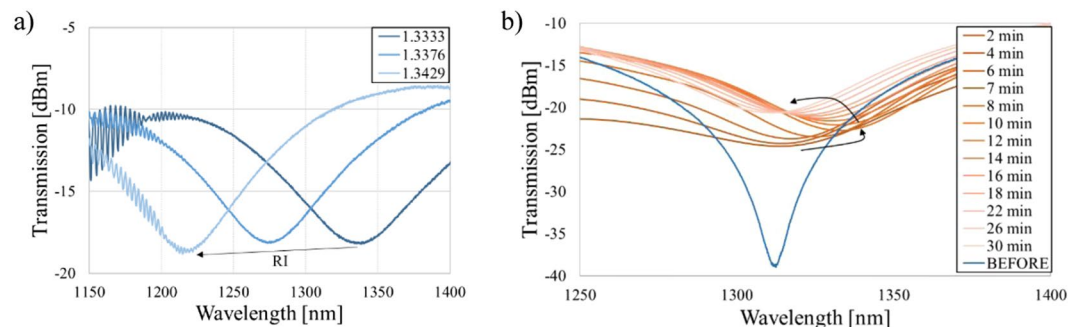 a)
Transmission [dBm]
-5
-10
-15
-20
1.3333
1.3376
1.3429
RI
1150 1200 1250 1300 1350 1400
Wavelength [nm]
b)
Transmission [dBm]
-10
-15
-20
-25
-30
-35
-40
2 min
4 min
6 min
7 min
8 min
10 min
12 min
14 min
16 min
18 min
22 min
26 min
30 min
BEFORE
1250 1300 1350 1400
Wavelength [nm]